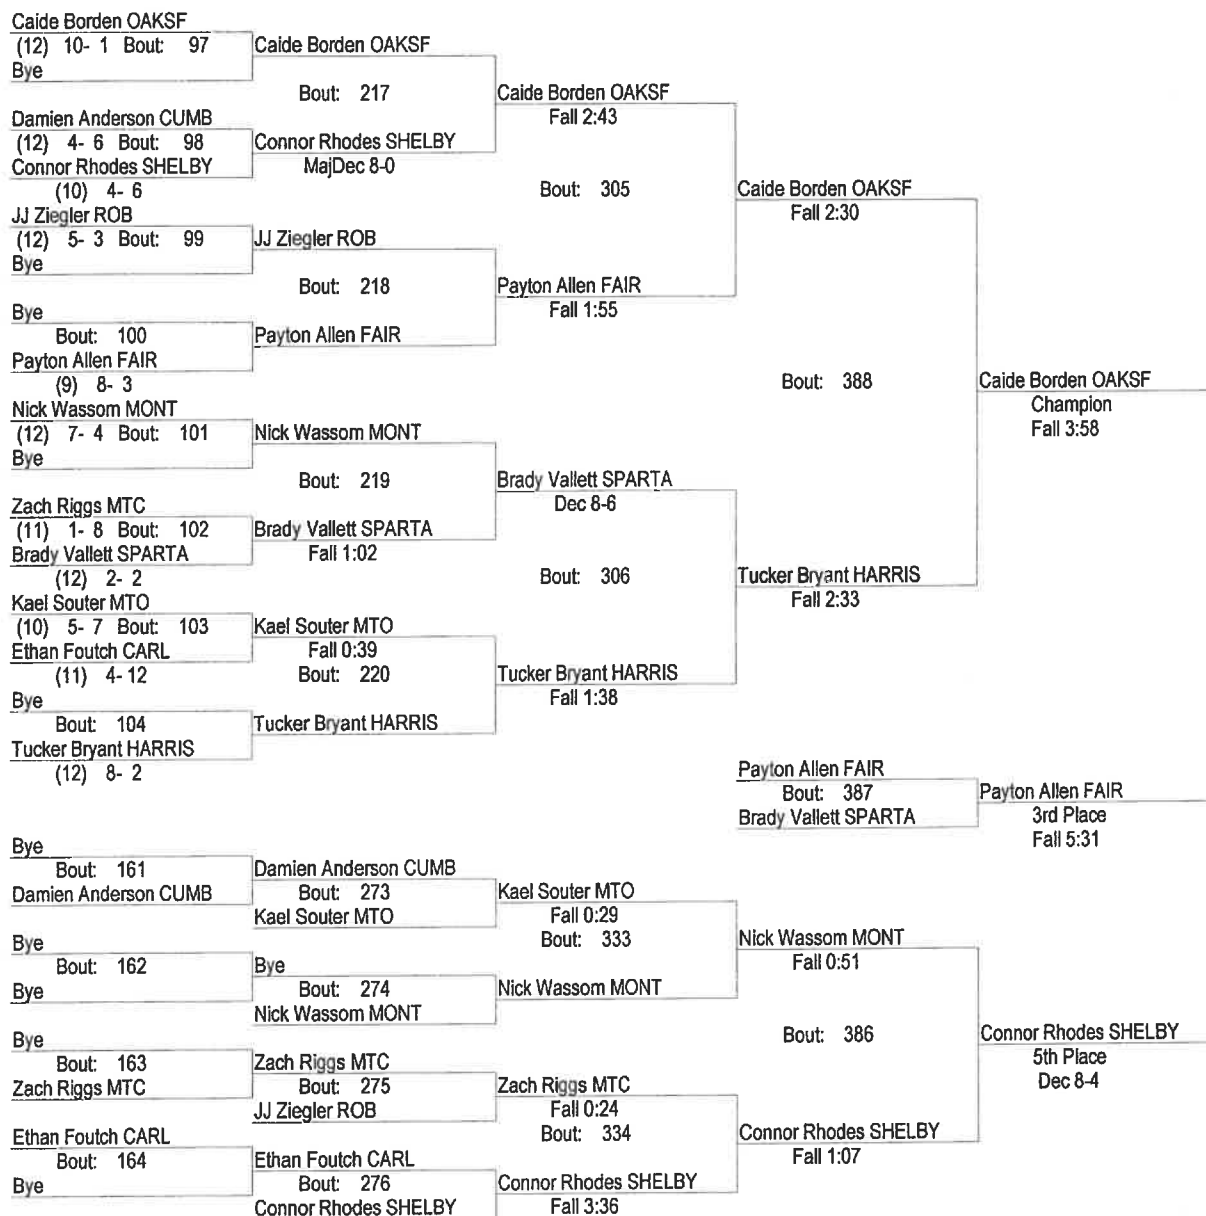 Caide Borden OAKSF
(12) 10- 1 Bout: 97
Bye
Damien Anderson CUMB
(12) 4- 6 Bout: 98
Connor Rhodes SHELBY
(10) 4- 6
JJ Ziegler ROB
(12) 5- 3 Bout: 99
Bye
Bye
Bout: 100
Payton Allen FAIR
(9) 8- 3
Nick Wassom MONT
(12) 7- 4 Bout: 101
Bye
Zach Riggs MTC
(11) 1- 8 Bout: 102
Brady Vallett SPARTA
(12) 2- 2
Kael Souter MTO
(10) 5- 7 Bout: 103
Ethan Foutch CARL
(11) 4-12
Bye
Bout: 104
Tucker Bryant HARRIS
(12) 8- 2
Caide Borden OAKSF
Bout: 217
Connor Rhodes SHELBY
MajDec 8-0
JJ Ziegler ROB
Bout: 218
Payton Allen FAIR
Nick Wassom MONT
Bout: 219
Brady Vallett SPARTA
Fall 1:02
Kael Souter MTO
Fall 0:39
Bout: 220
Tucker Bryant HARRIS
Caide Borden OAKSF
Fall 2:43
Bout: 305
Payton Allen FAIR
Fall 1:55
Brady Vallett SPARTA
Dec 8-6
Bout: 306
Tucker Bryant HARRIS
Fall 1:38
Caide Borden OAKSF
Fall 2:30
Bout: 388
Tucker Bryant HARRIS
Fall 2:33
Caide Borden OAKSF
Champion
Fall 3:58
Payton Allen FAIR
Bout: 387
Brady Vallett SPARTA
Payton Allen FAIR
3rd Place
Fall 5:31
Bye
Bout: 161
Damien Anderson CUMB
Bye
Bout: 162
Bye
Bye
Bout: 163
Zach Riggs MTC
Ethan Foutch CARL
Bout: 164
Bye
Damien Anderson CUMB
Bout: 273
Kael Souter MTO
Bye
Bout: 274
Nick Wassom MONT
Zach Riggs MTC
Bout: 275
JJ Ziegler ROB
Ethan Foutch CARL
Bout: 276
Connor Rhodes SHELBY
Kael Souter MTO
Fall 0:29
Bout: 333
Nick Wassom MONT
Zach Riggs MTC
Fall 0:24
Bout: 334
Connor Rhodes SHELBY
Fall 3:36
Nick Wassom MONT
Fall 0:51
Bout: 386
Connor Rhodes SHELBY
Fall 1:07
Connor Rhodes SHELBY
5th Place
Dec 8-4